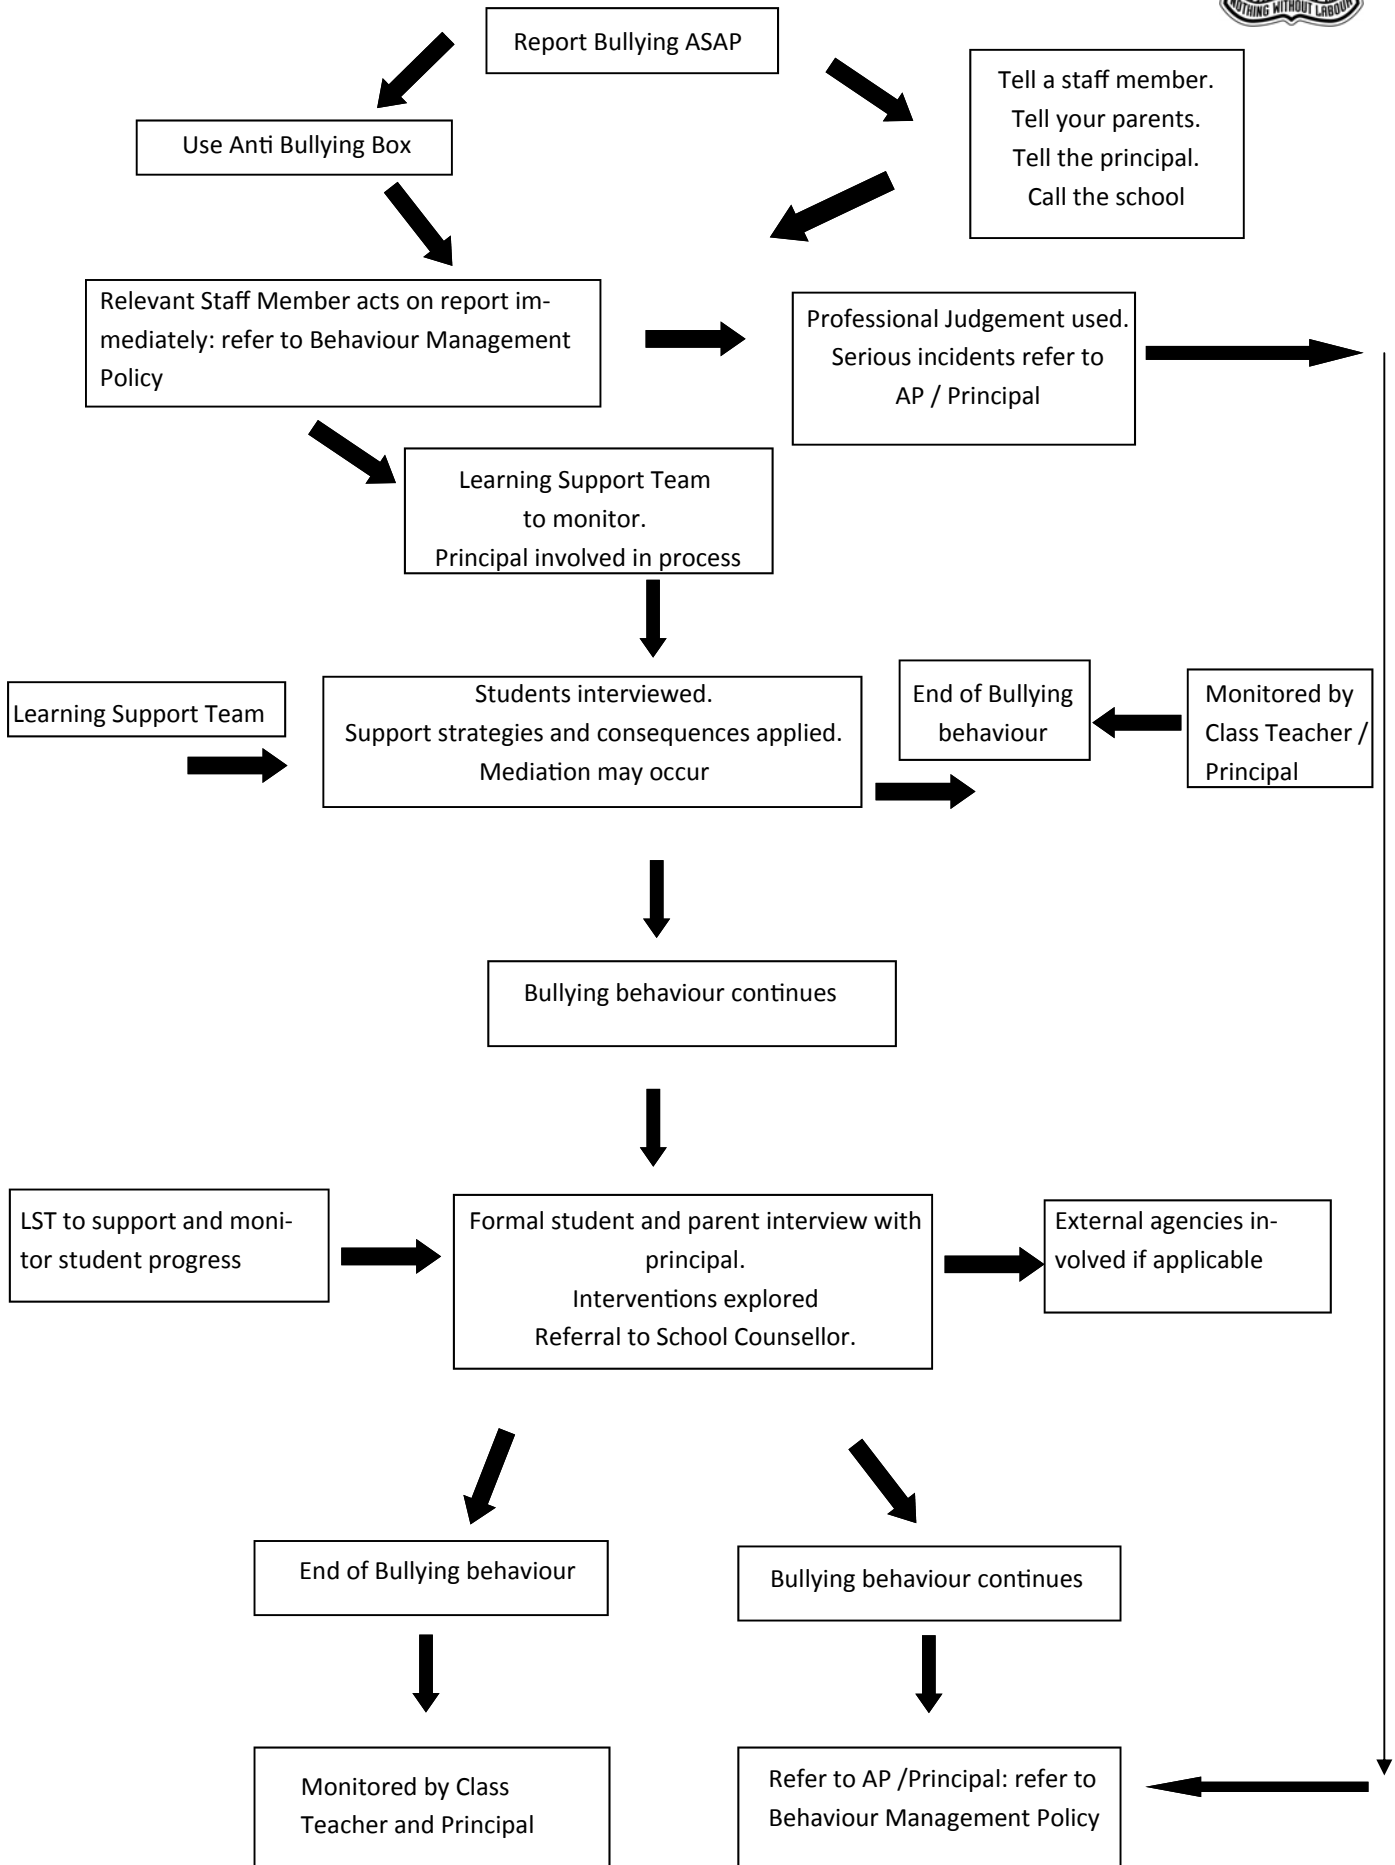 NOTHING WITHOUT LABOUR
Report Bullying ASAP
Tell a staff member.
Tell your parents.
Tell the principal.
Call the school
Use Anti Bullying Box
Relevant Staff Member acts on report im-
mediately: refer to Behaviour Management
Policy
Professional Judgement used.
Serious incidents refer to
AP / Principal
Learning Support Team
to monitor.
Principal involved in process
Learning Support Team
Students interviewed.
Support strategies and consequences applied.
Mediation may occur
End of Bullying
behaviour
Monitored by
Class Teacher /
Principal
Bullying behaviour continues
LST to support and moni-
tor student progress
Formal student and parent interview with
principal.
Interventions explored
Referral to School Counsellor.
External agencies in-
volved if applicable
End of Bullying behaviour
Bullying behaviour continues
Monitored by Class
Teacher and Principal
Refer to AP /Principal: refer to
Behaviour Management Policy